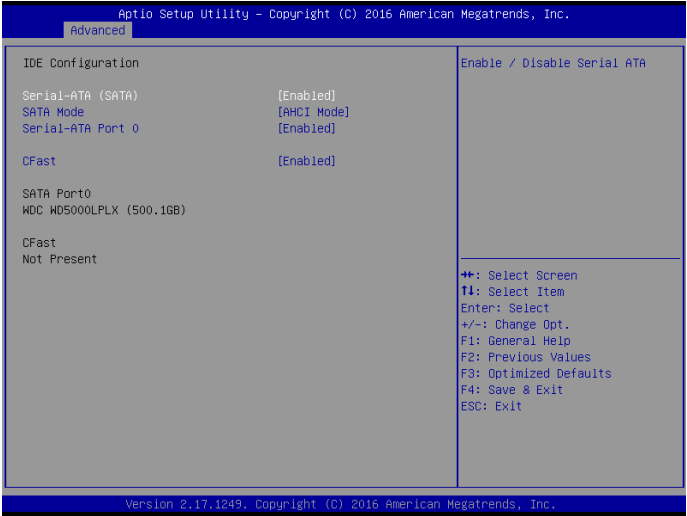 Aptio Setup Utility – Copyright (C) 2016 American Megatrends, Inc.
Advanced
IDE Configuration
Serial-ATA (SATA) [Enabled]
SATA Mode [AHCI Mode]
Serial-ATA Port 0 [Enabled]
CFast [Enabled]
SATA Port0
WDC WD5000LPLX (500.1GB)
CFast
Not Present
Enable / Disable Serial ATA
→←: Select Screen
↑↓: Select Item
Enter: Select
+/-: Change Opt.
F1: General Help
F2: Previous Values
F3: Optimized Defaults
F4: Save & Exit
ESC: Exit
Version 2.17.1249. Copyright (C) 2016 American Megatrends, Inc.